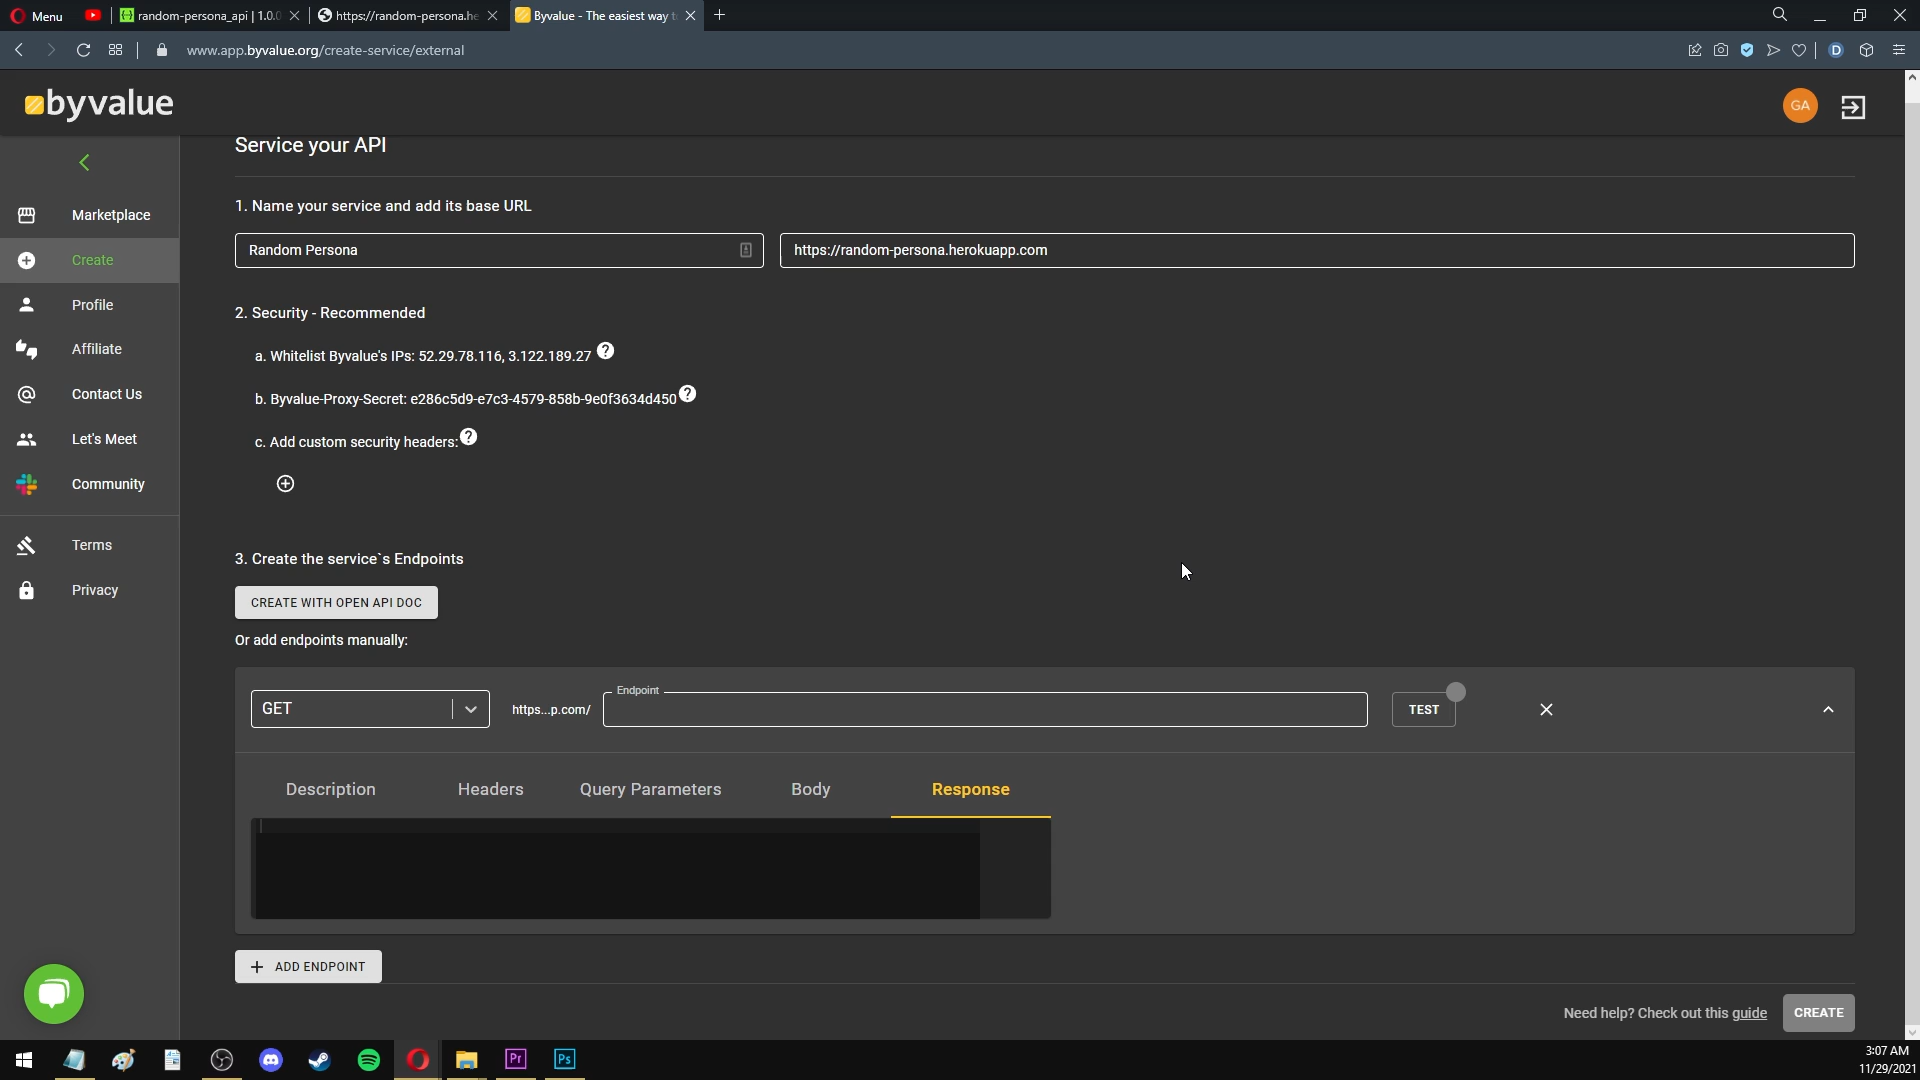 Menu
random-persona_api | 1.0.0
https://random-persona.he
Byvalue - The easiest way t
www.app.byvalue.org/create-service/external
D
byvalue
GA
Service your API
Marketplace
Create
Profile
Affiliate
Contact Us
Let's Meet
Community
Terms
Privacy
1. Name your service and add its base URL
Random Persona
https://random-persona.herokuapp.com
2. Security - Recommended
a. Whitelist Byvalue's IPs: 52.29.78.116, 3.122.189.27 ?
b. Byvalue-Proxy-Secret: e286c5d9-e7c3-4579-858b-9e0f3634d450 ?
c. Add custom security headers: ?
3. Create the service`s Endpoints
CREATE WITH OPEN API DOC
Or add endpoints manually:
GET
https...p.com/
Endpoint
TEST
Description
Headers
Query Parameters
Body
Response
ADD ENDPOINT
Need help? Check out this guide
CREATE
Pr
Ps
3:07 AM
11/29/2021